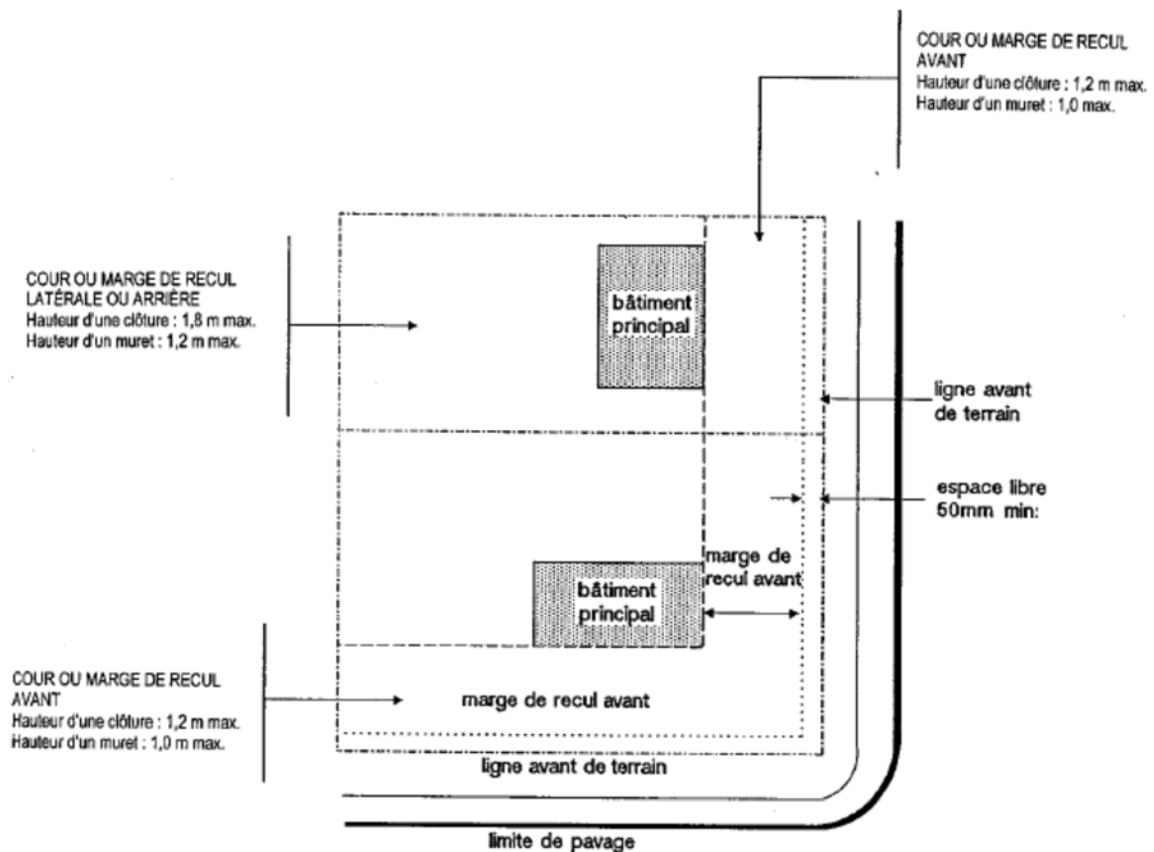 COUR OU MARGE DE RECUL
AVANT
Hauteur d'une clôture : 1,2 m max.
Hauteur d'un muret : 1,0 max.
COUR OU MARGE DE RECUL
LATÉRALE OU ARRIÈRE
Hauteur d'une clôture : 1,8 m max.
Hauteur d'un muret : 1,2 m max.
bâtiment
principal
ligne avant
de terrain
espace libre
50mm min:
marge de
recul avant
bâtiment
principal
COUR OU MARGE DE RECUL
AVANT
Hauteur d'une clôture : 1,2 m max.
Hauteur d'un muret : 1,0 m max.
marge de recul avant
ligne avant de terrain
limite de pavage